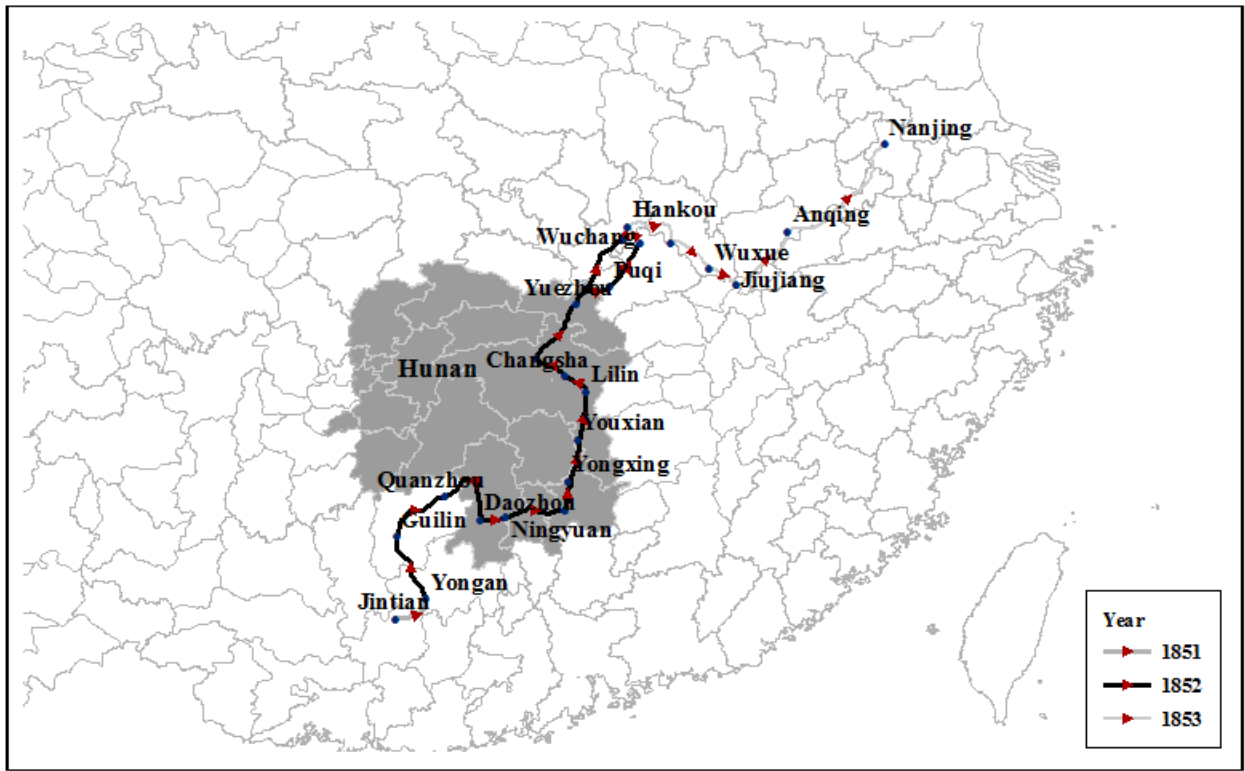 Nanjing
Hankou
Anqing
Wuchang
Wuxue
Puqi
Jiujiang
Yuezhou
Changsha
Hunan
Lilin
Youxian
Yongxing
Quanzhou
Daozhou
Guilin
Ningyuan
Yongan
Jintian
Year
1851
1852
1853